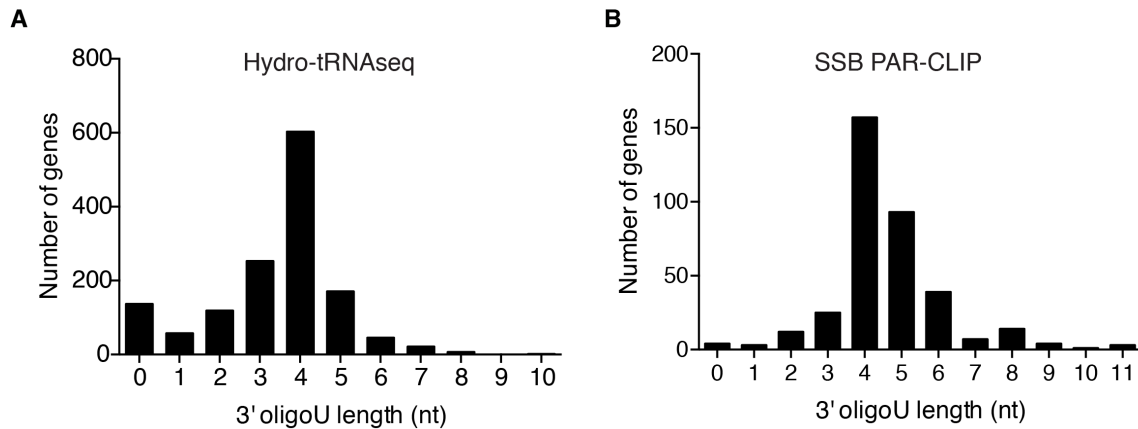 A
Hydro-tRNAseq
Number of genes
800
600
400
200
0
0 1 2 3 4 5 6 7 8 9 10
3' oligoU length (nt)
B
SSB PAR-CLIP
Number of genes
200
150
100
50
0
0 1 2 3 4 5 6 7 8 9 10 11
3' oligoU length (nt)